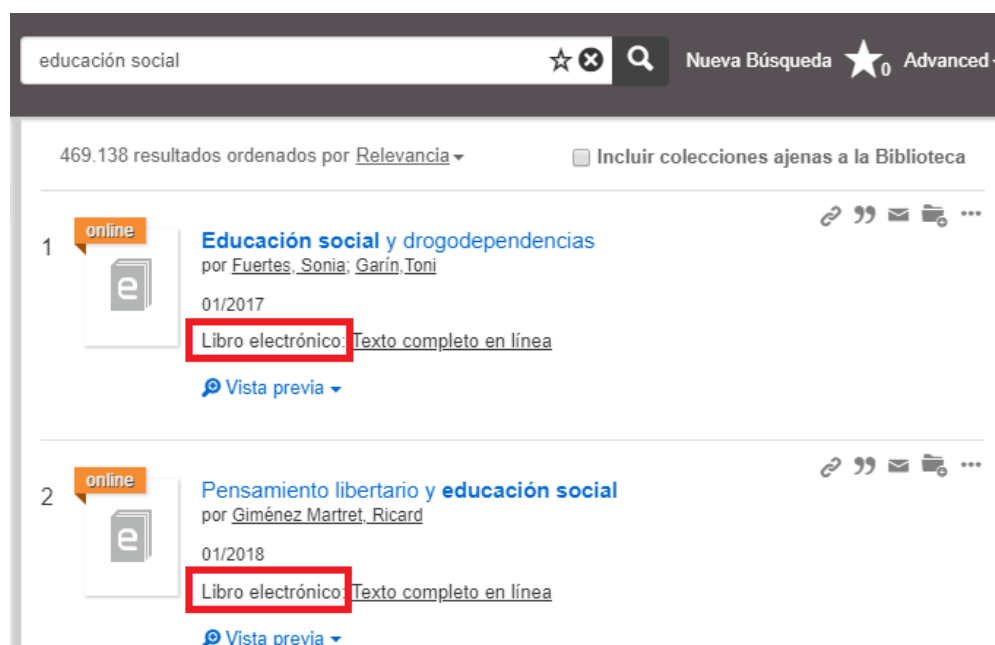 educación social
Nueva Búsqueda 0 Advanced
469.138 resultados ordenados por Relevancia
Incluir colecciones ajenas a la Biblioteca
1
online
e
Educación social y drogodependencias
por Fuertes, Sonia; Garín,Toni
01/2017
Libro electrónico: Texto completo en línea
Vista previa
2
online
e
Pensamiento libertario y educación social
por Giménez Martret, Ricard
01/2018
Libro electrónico: Texto completo en línea
Vista previa